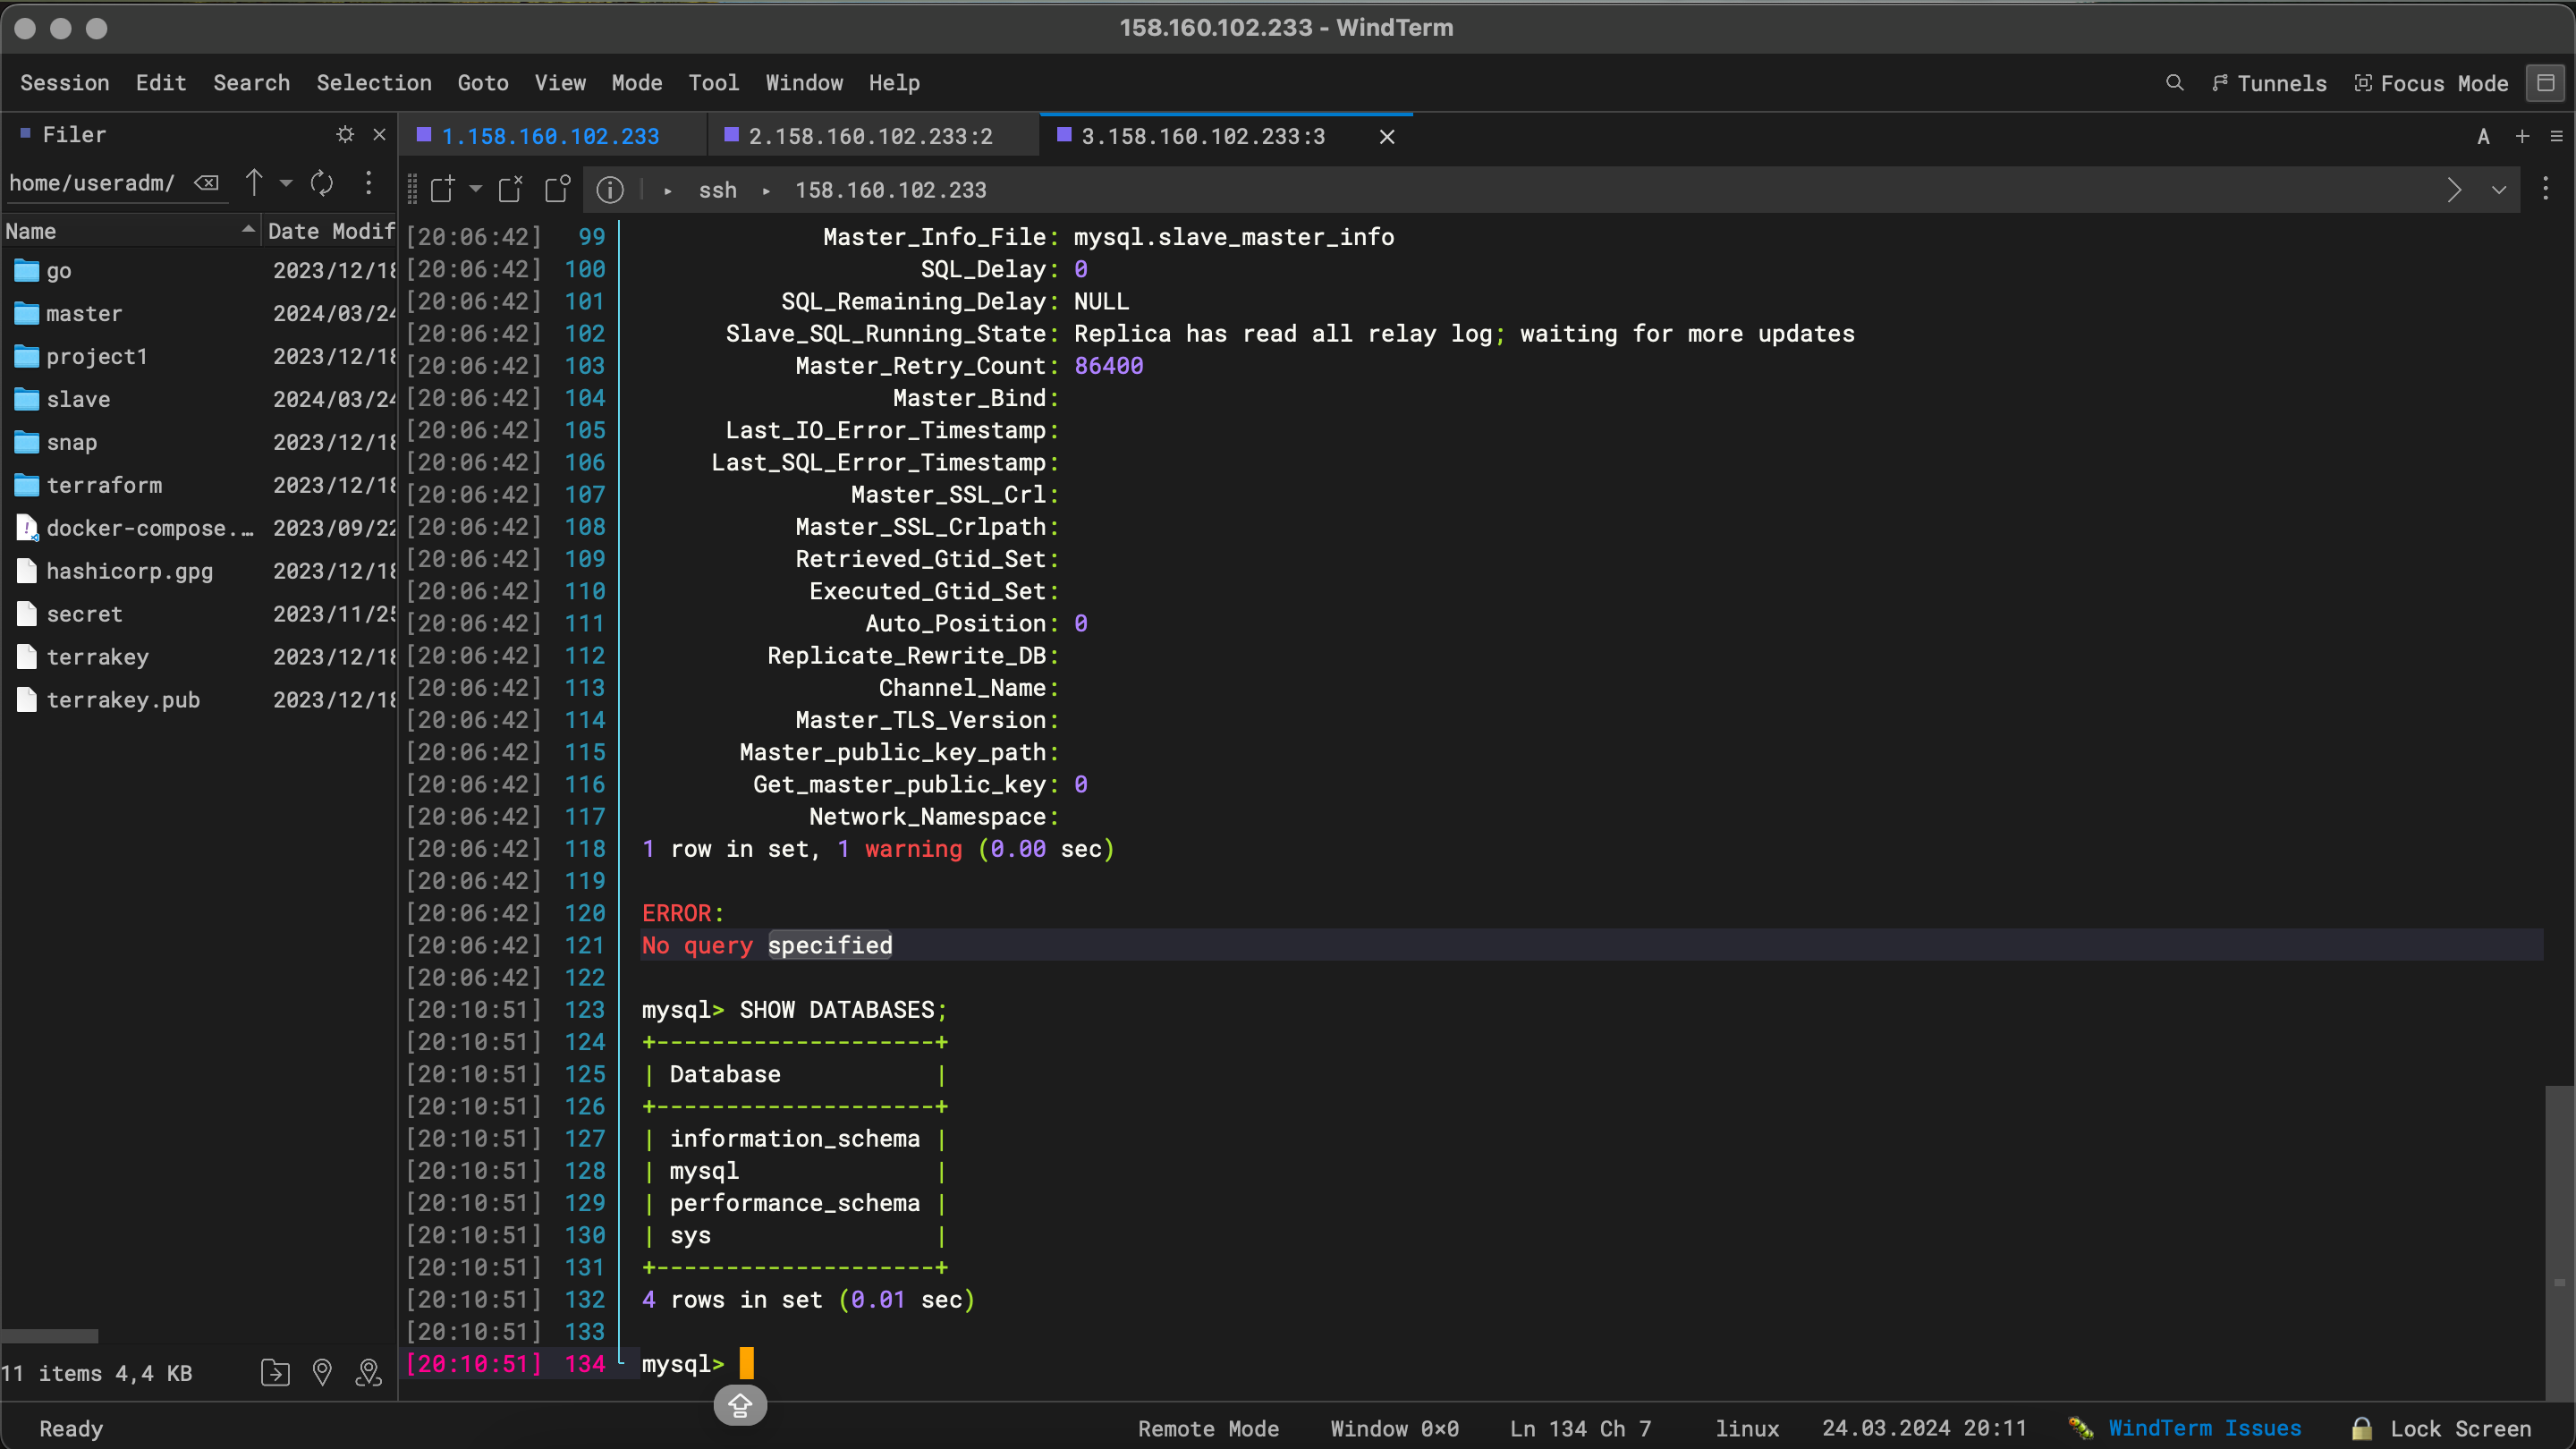 158.160.102.233 - WindTerm
Session Edit Search Selection Goto View Mode Tool Window Help
Tunnels Focus Mode
Filer
1.158.160.102.233 2.158.160.102.233:2 3.158.160.102.233:3
A
home/useradm/
ssh 158.160.102.233
Name Date Modif
go 2023/12/18
master 2024/03/24
project1 2023/12/18
slave 2024/03/24
snap 2023/12/18
terraform 2023/12/18
docker-compose.… 2023/09/22
hashicorp.gpg 2023/12/18
secret 2023/11/25
terrakey 2023/12/18
terrakey.pub 2023/12/18
11 items 4,4 KB
[20:06:42] 99 Master_Info_File: mysql.slave_master_info
[20:06:42] 100 SQL_Delay: 0
[20:06:42] 101 SQL_Remaining_Delay: NULL
[20:06:42] 102 Slave_SQL_Running_State: Replica has read all relay log; waiting for more updates
[20:06:42] 103 Master_Retry_Count: 86400
[20:06:42] 104 Master_Bind:
[20:06:42] 105 Last_IO_Error_Timestamp:
[20:06:42] 106 Last_SQL_Error_Timestamp:
[20:06:42] 107 Master_SSL_Crl:
[20:06:42] 108 Master_SSL_Crlpath:
[20:06:42] 109 Retrieved_Gtid_Set:
[20:06:42] 110 Executed_Gtid_Set:
[20:06:42] 111 Auto_Position: 0
[20:06:42] 112 Replicate_Rewrite_DB:
[20:06:42] 113 Channel_Name:
[20:06:42] 114 Master_TLS_Version:
[20:06:42] 115 Master_public_key_path:
[20:06:42] 116 Get_master_public_key: 0
[20:06:42] 117 Network_Namespace:
[20:06:42] 118 1 row in set, 1 warning (0.00 sec)
[20:06:42] 119
[20:06:42] 120 ERROR:
[20:06:42] 121 No query specified
[20:06:42] 122
[20:10:51] 123 mysql> SHOW DATABASES;
[20:10:51] 124 +--------------------+
[20:10:51] 125 | Database           |
[20:10:51] 126 +--------------------+
[20:10:51] 127 | information_schema |
[20:10:51] 128 | mysql              |
[20:10:51] 129 | performance_schema |
[20:10:51] 130 | sys                |
[20:10:51] 131 +--------------------+
[20:10:51] 132 4 rows in set (0.01 sec)
[20:10:51] 133
[20:10:51] 134 mysql>
Ready Remote Mode Window 0×0 Ln 134 Ch 7 linux 24.03.2024 20:11 WindTerm Issues Lock Screen